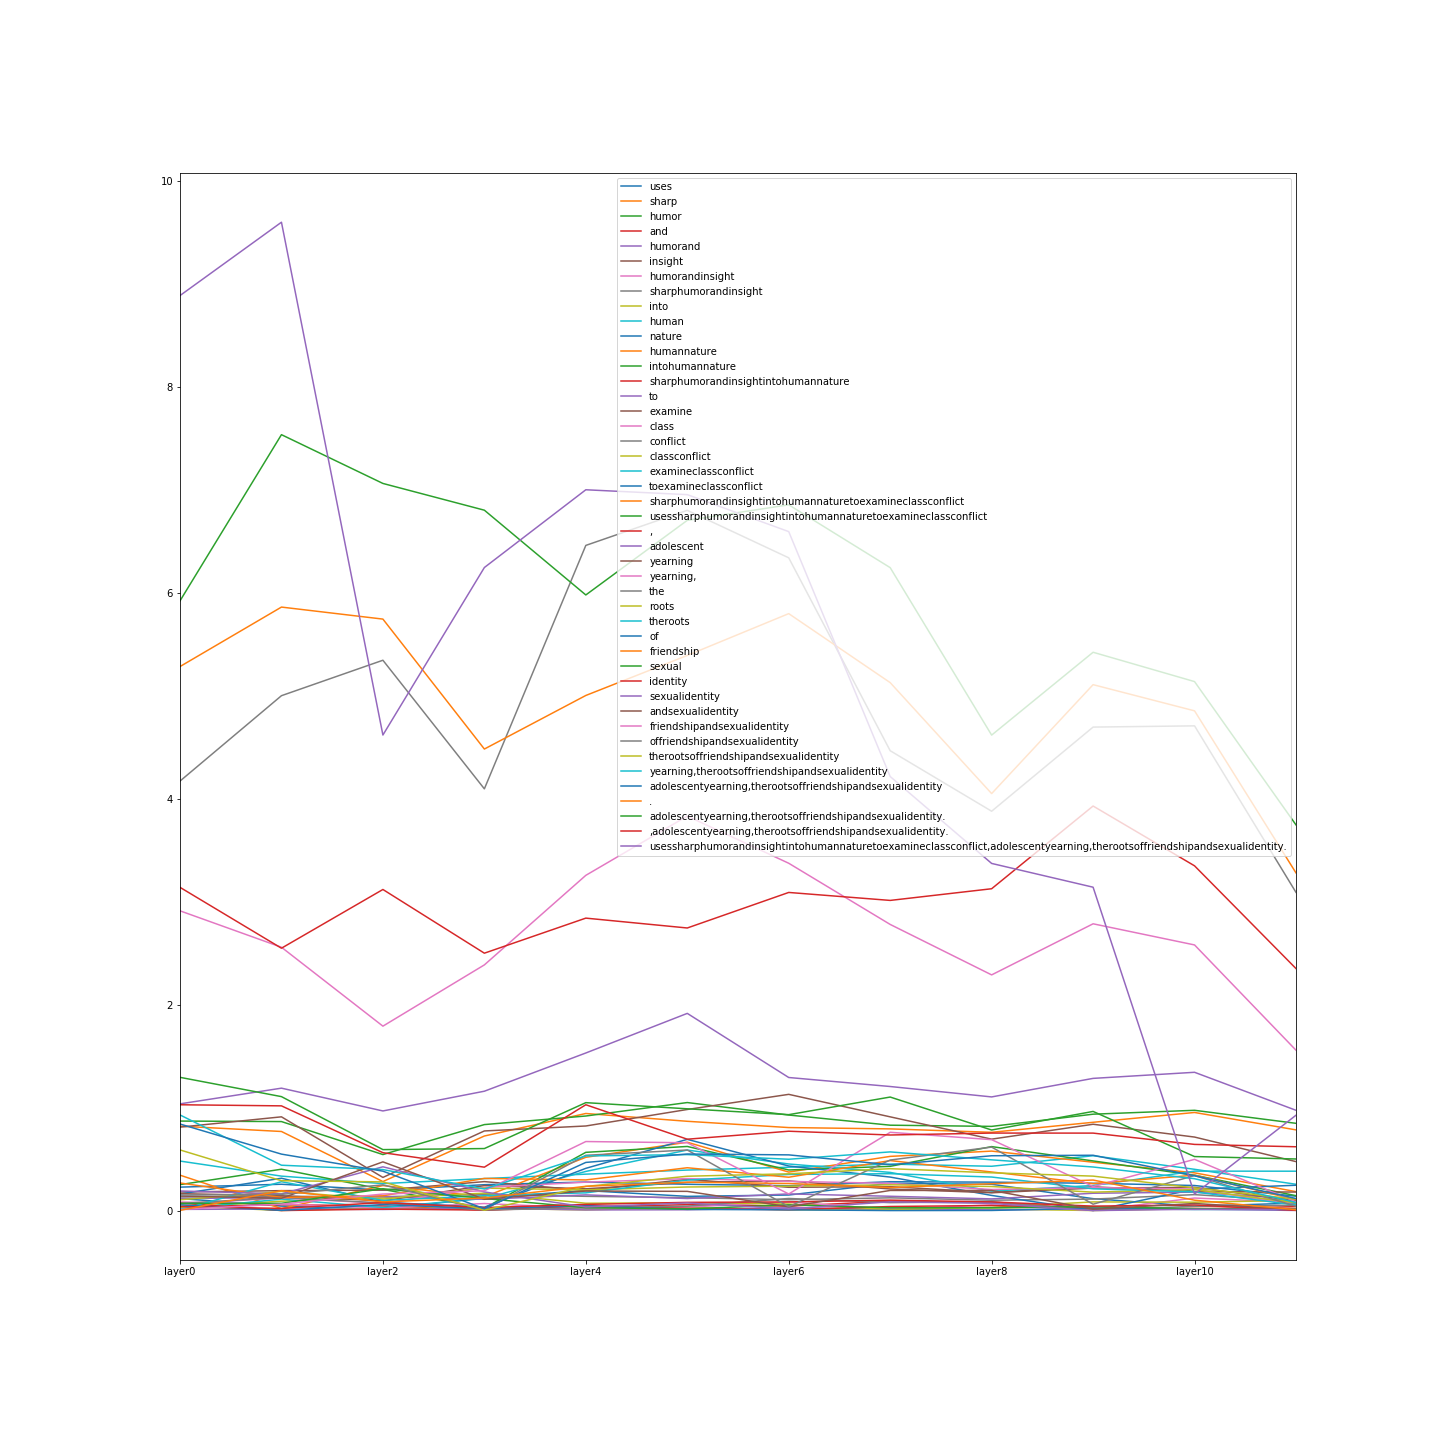 10
8
6
4
2
0
layer0
layer2
layer4
layer6
layer8
layer10
uses
sharp
humor
and
humorand
insight
humorandinsight
sharphumorandinsight
into
human
nature
humannature
intohumannature
sharphumorandinsightintohumannature
to
examine
class
conflict
classconflict
examineclassconflict
toexamineclassconflict
sharphumorandinsightintohumannaturetoexamineclassconflict
usessharphumorandinsightintohumannaturetoexamineclassconflict
,
adolescent
yearning
yearning,
the
roots
theroots
of
friendship
sexual
identity
sexualidentity
andsexualidentity
friendshipandsexualidentity
offriendshipandsexualidentity
therootsoffriendshipandsexualidentity
yearning,therootsoffriendshipandsexualidentity
adolescentyearning,therootsoffriendshipandsexualidentity
.
adolescentyearning,therootsoffriendshipandsexualidentity.
,adolescentyearning,therootsoffriendshipandsexualidentity.
usessharphumorandinsightintohumannaturetoexamineclassconflict,adolescentyearning,therootsoffriendshipandsexualidentity.